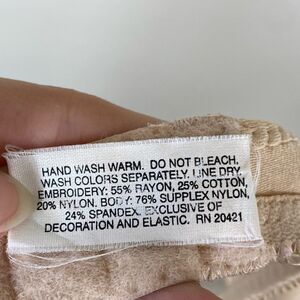 HAND WASH WARM. DO NOT BLEACH.
WASH COLORS SEPARATELY. LINE DRY.
EMBROIDERY: 55% RAYON, 25% COTTON,
20% NYLON. BODY: 76% SUPPLEX NYLON,
24% SPANDEX. EXCLUSIVE OF
DECORATION AND ELASTIC. RN 20421